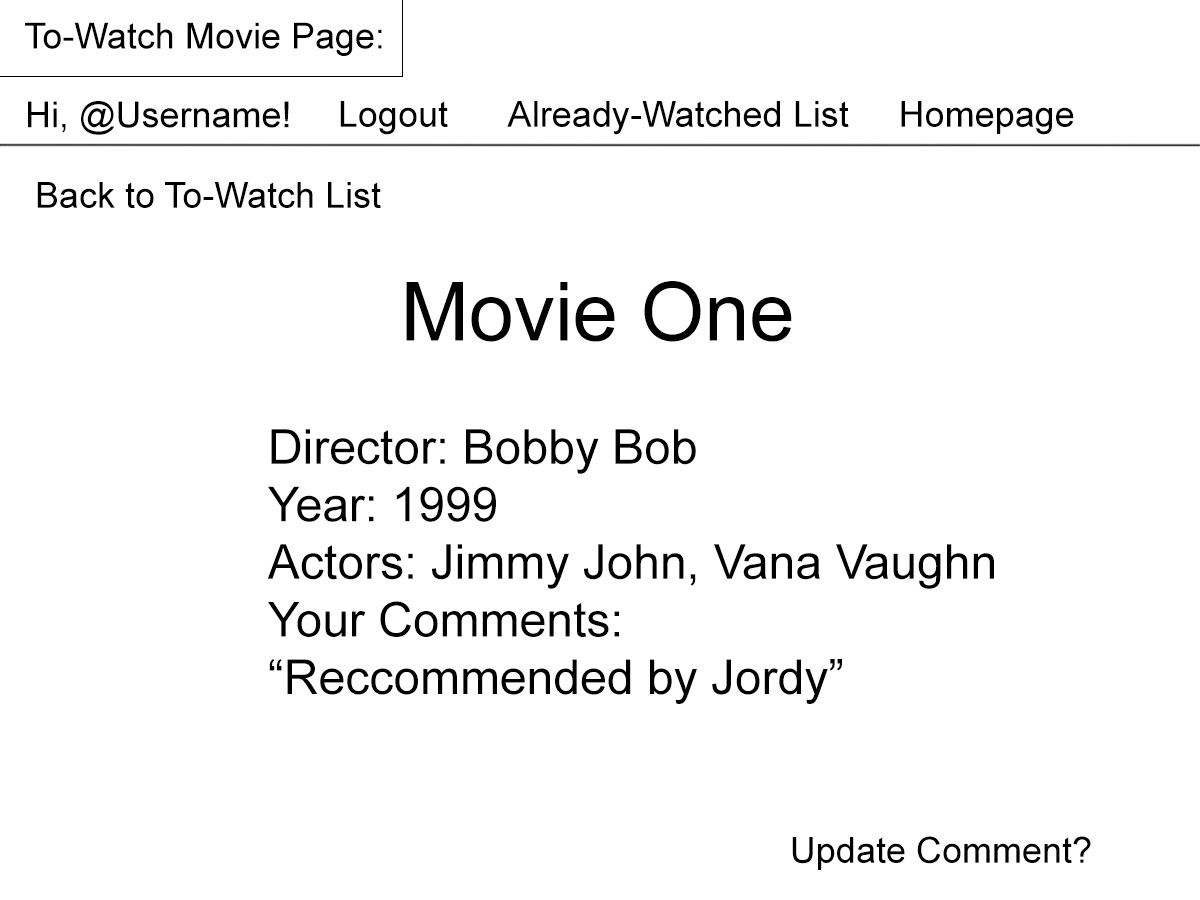 To-Watch Movie Page:
Hi, @Username! Logout Already-Watched List Homepage
Back to To-Watch List
Movie One
Director: Bobby Bob
Year: 1999
Actors: Jimmy John, Vana Vaughn
Your Comments:
“Reccommended by Jordy”
Update Comment?